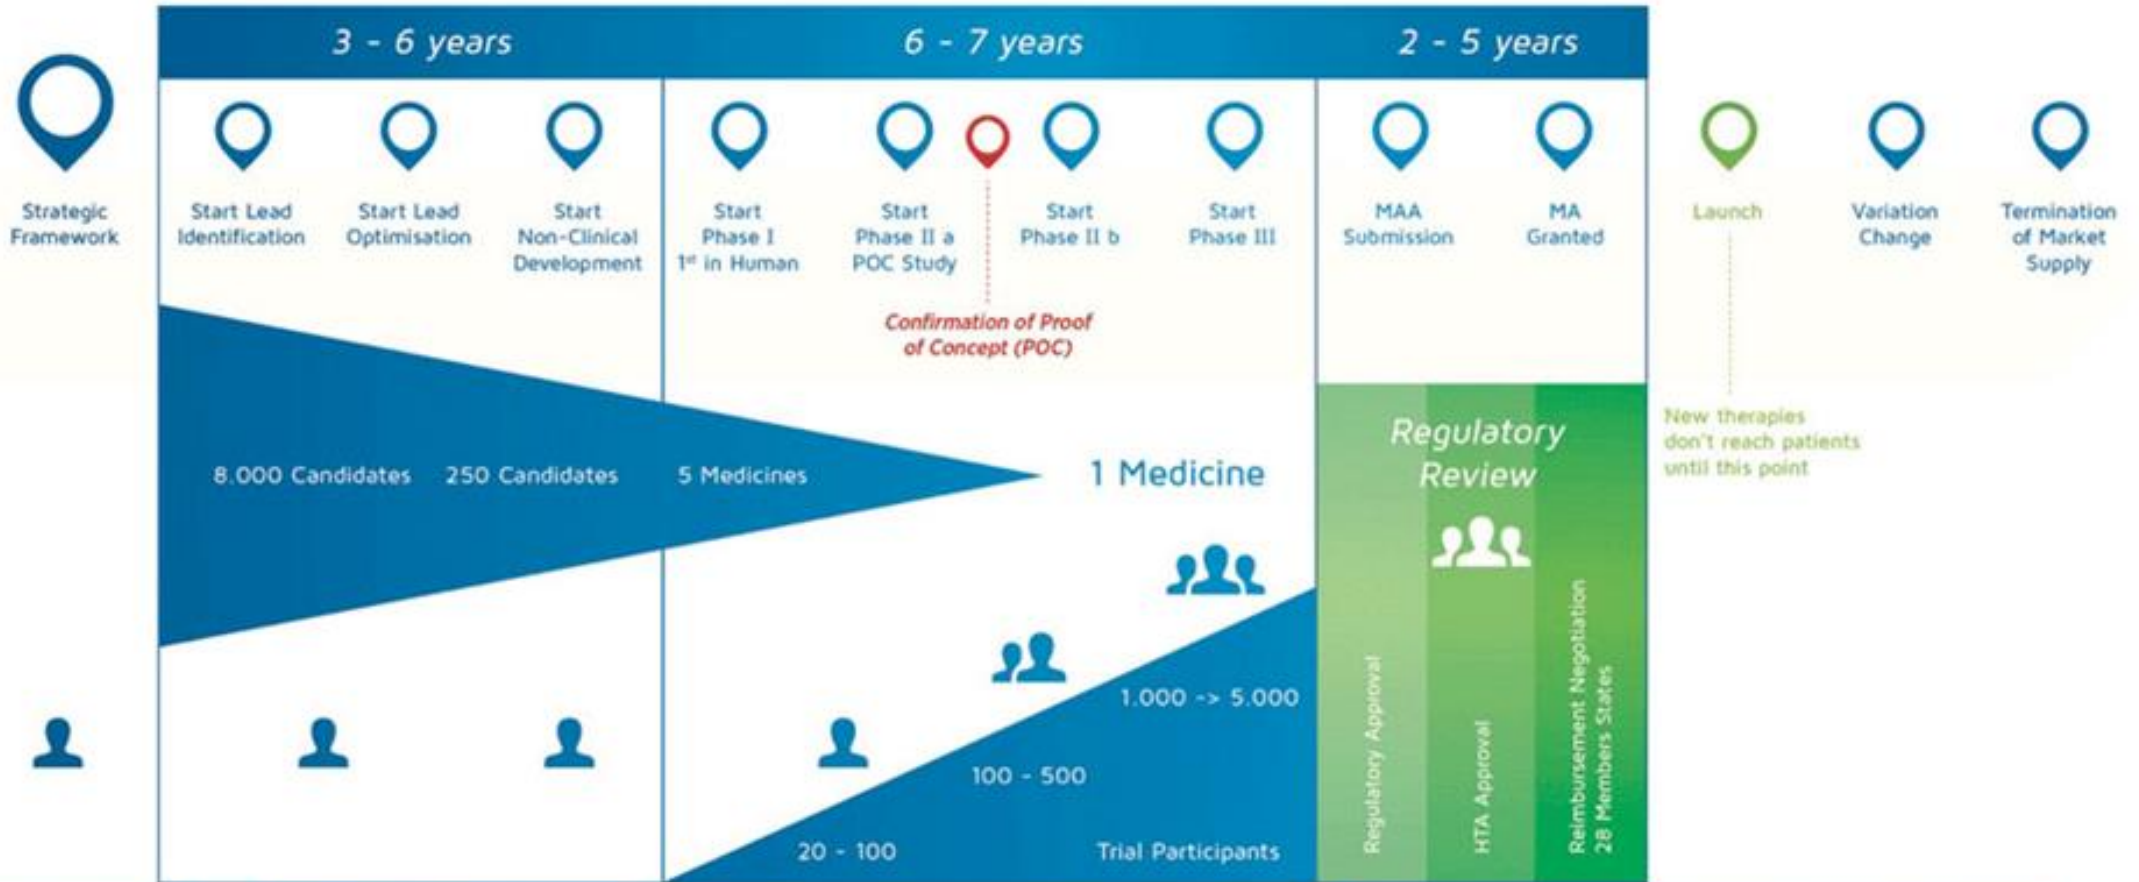 3 - 6 years
6 - 7 years
2 - 5 years
Strategic
Framework
Start Lead
Identification
Start Lead
Optimisation
Start
Non-Clinical
Development
Start
Phase I
1st in Human
Start
Phase II a
POC Study
Start
Phase II b
Start
Phase III
MAA
Submission
MA
Granted
Launch
Variation
Change
Termination
of Market
Supply
Confirmation of Proof
of Concept (POC)
8.000 Candidates
250 Candidates
5 Medicines
1 Medicine
Regulatory
Review
New therapies
don't reach patients
until this point
1.000 -> 5.000
100 - 500
20 - 100
Trial Participants
Regulatory Approval
HTA Approval
Reimbursement Negotiation
28 Members States